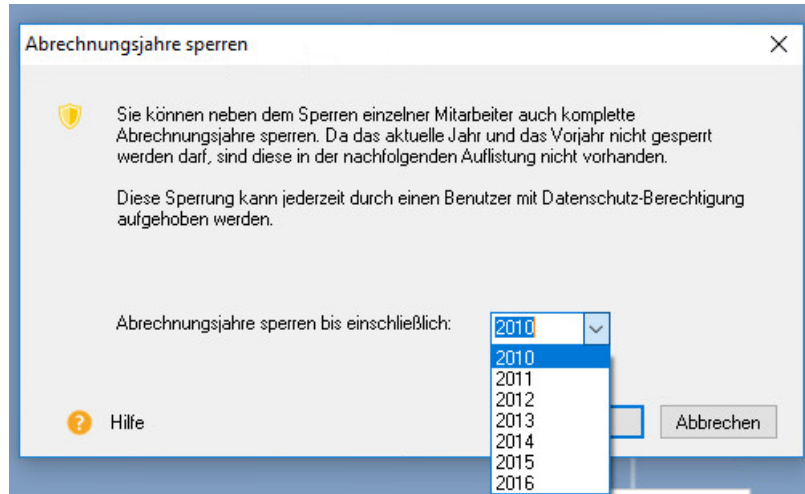 Abrechnungsjahre sperren
Sie können neben dem Sperren einzelner Mitarbeiter auch komplette
Abrechnungsjahre sperren. Da das aktuelle Jahr und das Vorjahr nicht gesperrt
werden darf, sind diese in der nachfolgenden Auflistung nicht vorhanden.
Diese Sperrung kann jederzeit durch einen Benutzer mit Datenschutz-Berechtigung
aufgehoben werden.
Abrechnungsjahre sperren bis einschließlich: 2010
2010
2011
2012
2013
2014
2015
2016
? Hilfe
Abbrechen